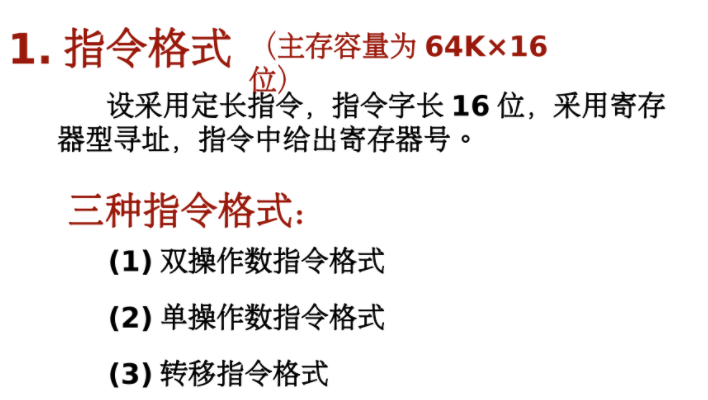 1. 指令格式 （主存容量为 64K×16
位）
设采用定长指令，指令字长 16 位，采用寄存
器型寻址，指令中给出寄存器号。
三种指令格式：
(1) 双操作数指令格式
(2) 单操作数指令格式
(3) 转移指令格式